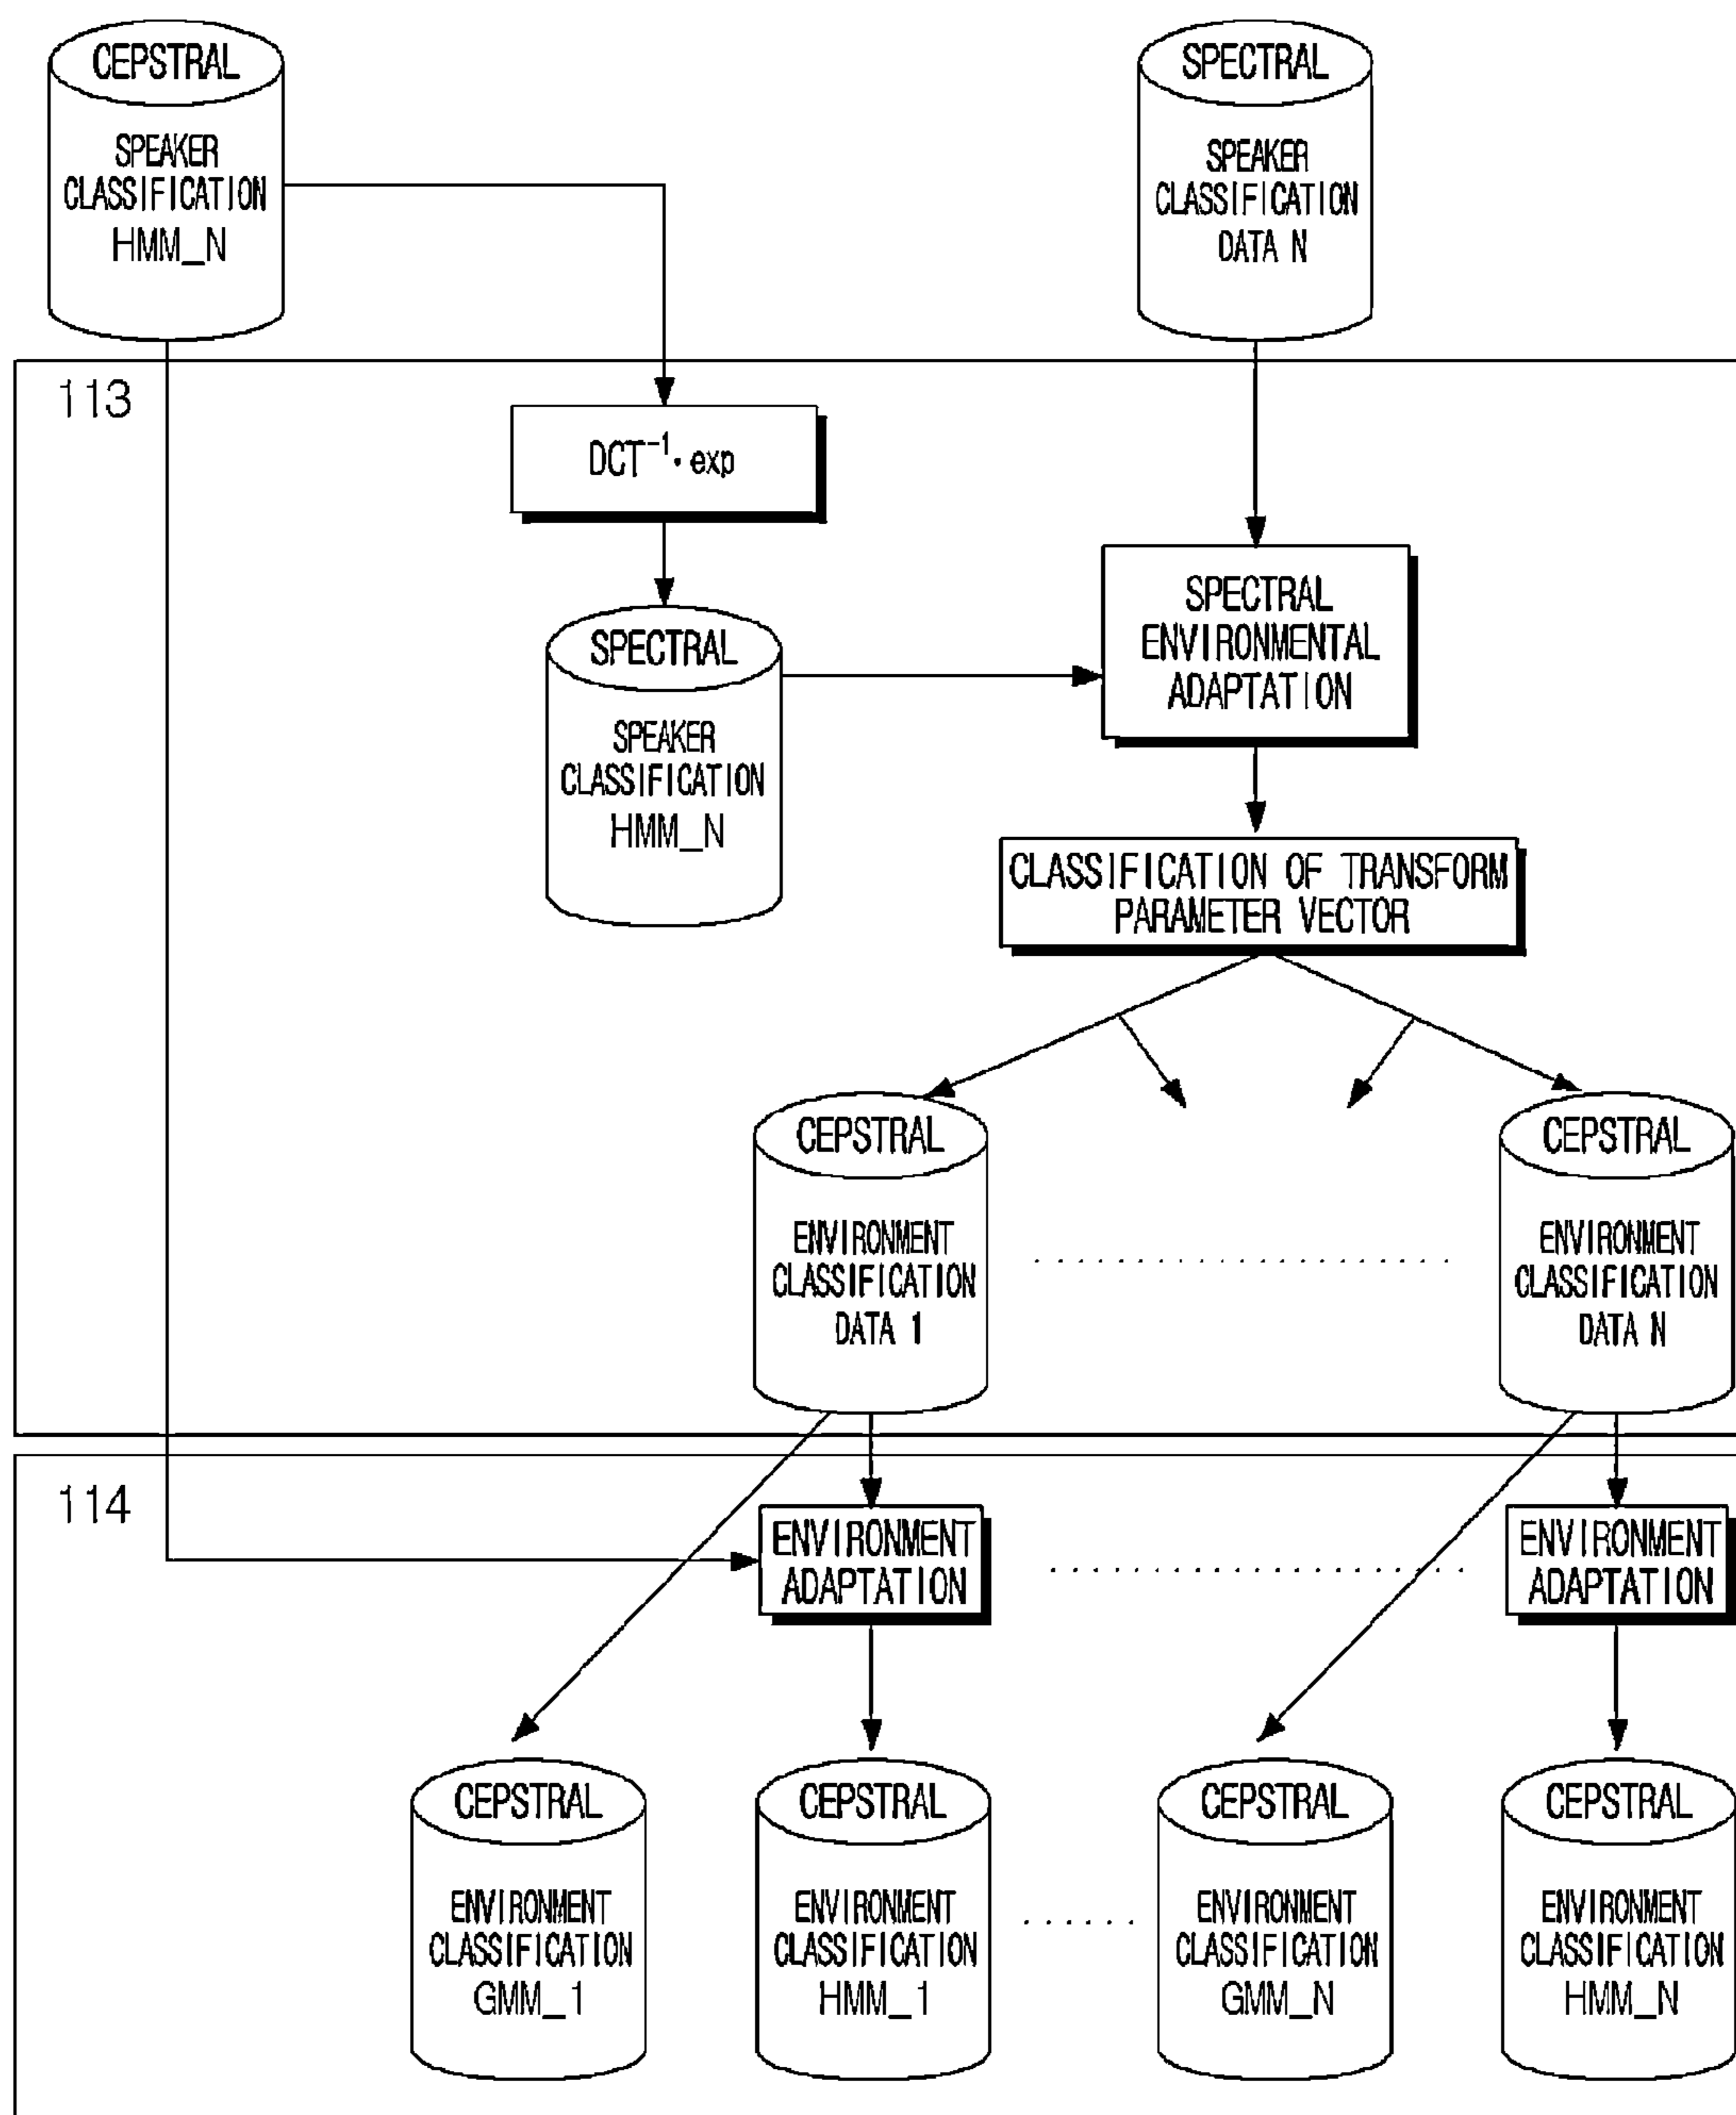 CEPSTRAL
SPEAKER
CLASSIFICATION
HMM_N
SPECTRAL
SPEAKER
CLASSIFICATION
DATA N
113
DCT⁻¹·exp
SPECTRAL
SPEAKER
CLASSIFICATION
HMM_N
SPECTRAL
ENVIRONMENTAL
ADAPTATION
CLASSIFICATION OF TRANSFORM
PARAMETER VECTOR
CEPSTRAL
ENVIRONMENT
CLASSIFICATION
DATA 1
CEPSTRAL
ENVIRONMENT
CLASSIFICATION
DATA N
114
ENVIRONMENT
ADAPTATION
ENVIRONMENT
ADAPTATION
CEPSTRAL
ENVIRONMENT
CLASSIFICATION
GMM_1
CEPSTRAL
ENVIRONMENT
CLASSIFICATION
HMM_1
CEPSTRAL
ENVIRONMENT
CLASSIFICATION
GMM_N
CEPSTRAL
ENVIRONMENT
CLASSIFICATION
HMM_N